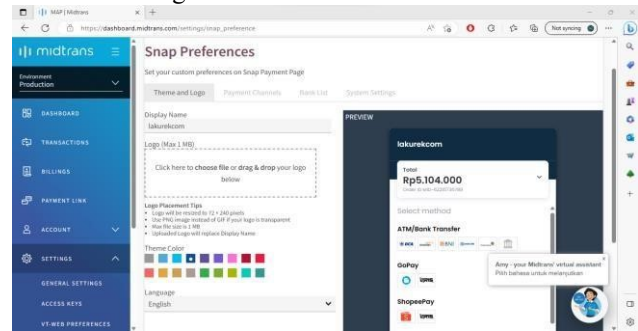 MAP | Midtrans
https://dashboard.midtrans.com/settings/snap_preference
Not syncing
midtrans
Environment
Production
DASHBOARD
TRANSACTIONS
BILLINGS
PAYMENT LINK
ACCOUNT
SETTINGS
GENERAL SETTINGS
ACCESS KEYS
VT-WEB PREFERENCES
Snap Preferences
Set your custom preferences on Snap Payment Page
Theme and Logo
Payment Channels
Bank List
System Settings
Display Name
lakurekcom
Logo (Max 1 MB)
Click here to choose file or drag & drop your logo
below
Logo Placement Tips
Logo will be resized to 72 × 240 pixels
Use PNG image instead of GIF if your logo is transparent
Max file size is 1 MB
Uploaded Logo will replace Display Name
Theme Color
Language
English
PREVIEW
lakurekcom
Total
Rp5.104.000
Select method
ATM/Bank Transfer
BCA
BNI
GoPay
QRIS
ShopeePay
QRIS
Amy - your Midtrans' virtual assistant
Pilih bahasa untuk melanjutkan